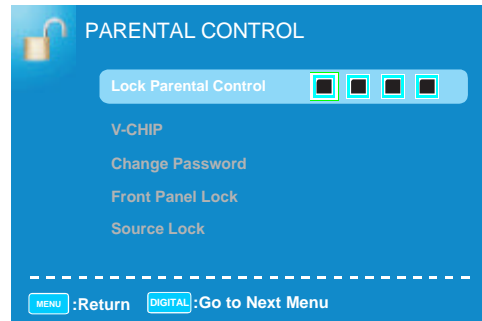 PARENTAL CONTROL
Lock Parental Control
V-CHIP
Change Password
Front Panel Lock
Source Lock
MENU :Return DIGITAL :Go to Next Menu